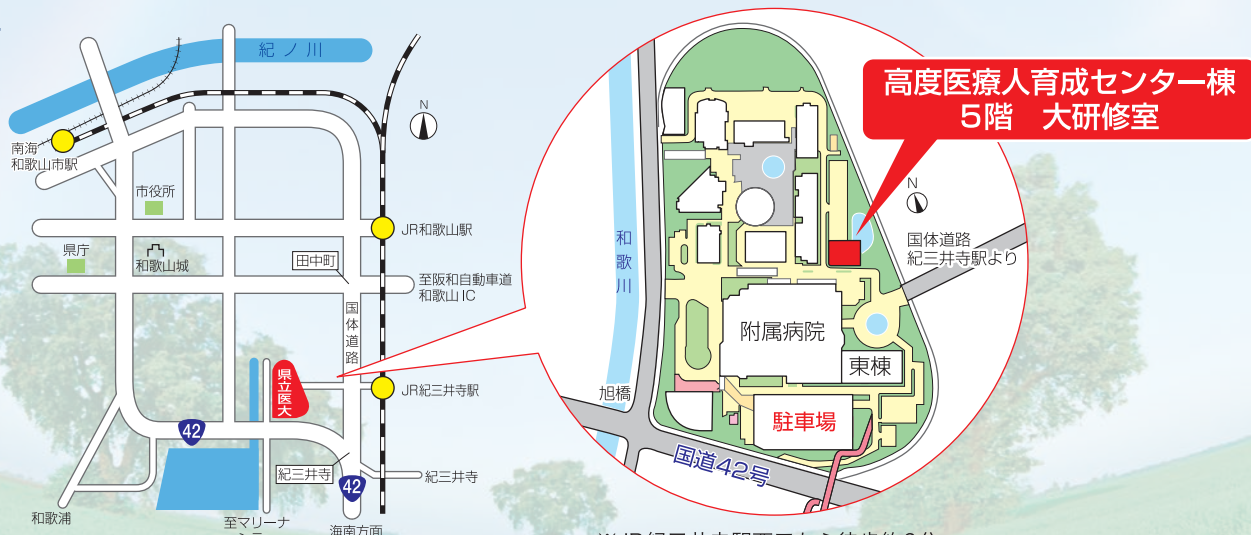 紀ノ川
N
南海
和歌山市駅
市役所
県庁
和歌山城
JR和歌山駅
田中町
至阪和自動車道
和歌山IC
国体道路
県立医大
JR紀三井寺駅
42
紀三井寺
42
紀三井寺
和歌浦
至マリーナ
海南方面
高度医療人育成センター棟
5階 大研修室
N
和歌川
国体道路
紀三井寺駅より
附属病院
東棟
旭橋
駐車場
国道42号